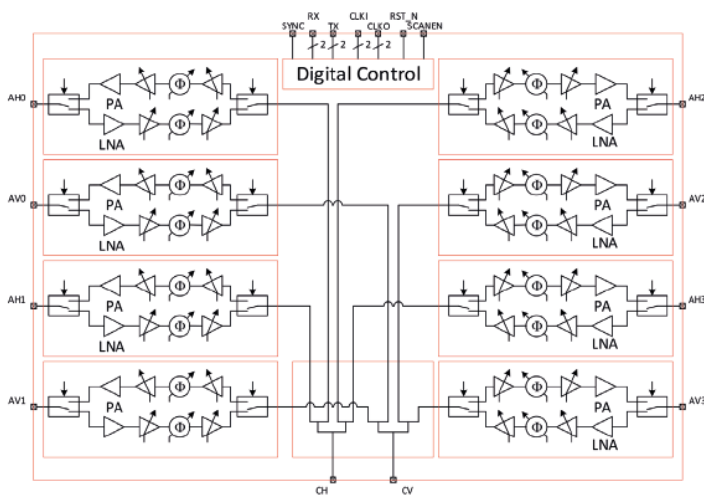 RX CLKI RST_N
SYNC TX CLKO SCANEN
2 2 2 2
Digital Control
AH0 PA Φ Φ LNA
Φ PA Φ LNA AH2
AV0 PA Φ Φ LNA
Φ PA Φ LNA AV2
AH1 PA Φ Φ LNA
Φ PA Φ LNA AH3
AV1 PA Φ Φ
Φ PA Φ LNA AV3
CH CV